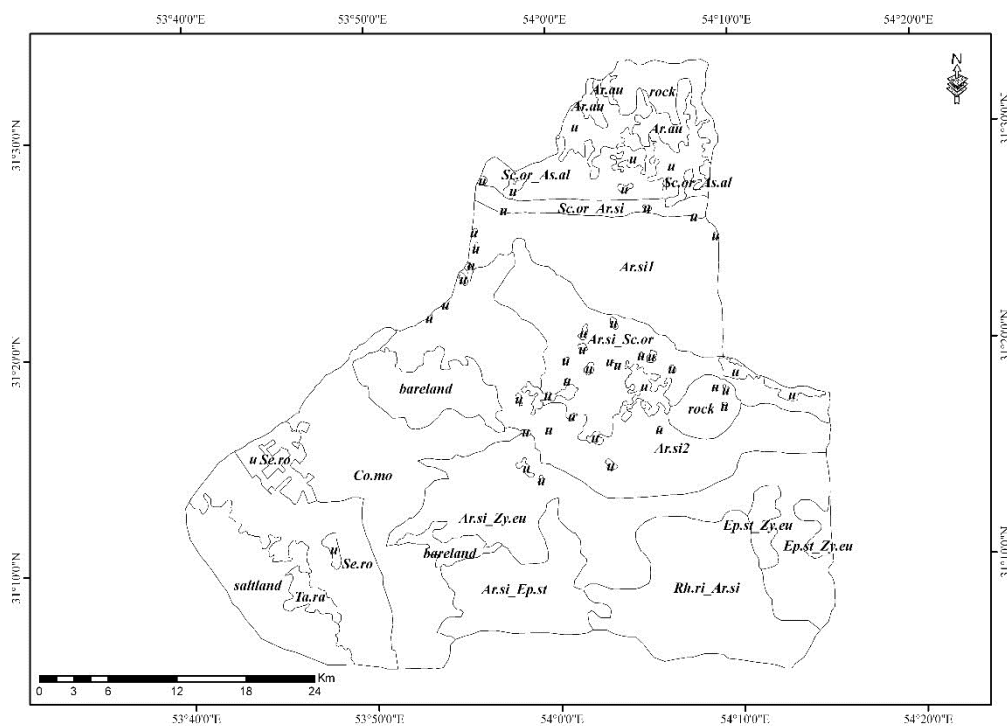 53°40'0"E 53°50'0"E 54°0'0"E 54°10'0"E 54°20'0"E
N
Ar.au rock
Ar.au
31°30'0"N u Ar.au
u u
Sc.or_As.al
u u u Sc.or_As.al
u Sc.or_Ar.si u u
u u
u
u Ar.si1
u
u
u u
u Ar.si_Sc.or
31°20'0"N u u u u u u
bareland u u u
u u u u u
u u rock u
u
u u u u
Ar.si2
u Se.ro
u u
Co.mo u
Ar.si_Zy.eu Ep.st_Zy.eu
u bareland Ep.st_Zy.eu
Se.ro
31°10'0"N saltland Ar.si_Ep.st Rh.ri_Ar.si
Ta.ra
Km
0 3 6 12 18 24
53°40'0"E 53°50'0"E 54°0'0"E 54°10'0"E 54°20'0"E